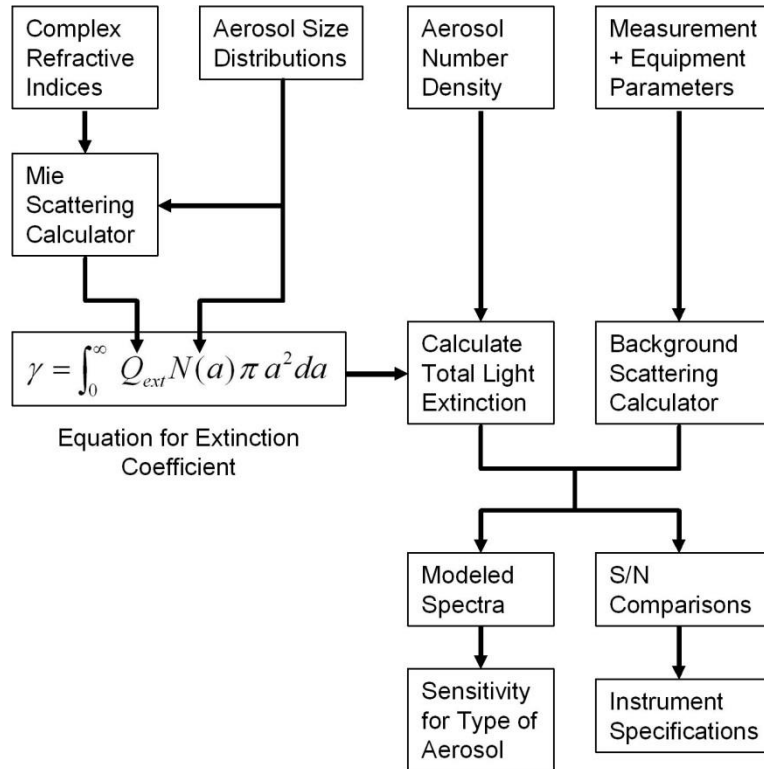 Complex
Refractive
Indices
Aerosol Size
Distributions
Aerosol
Number
Density
Measurement
+ Equipment
Parameters
Mie
Scattering
Calculator
γ = ∫₀^∞ Q_ext N(a) π a² da
Equation for Extinction
Coefficient
Calculate
Total Light
Extinction
Background
Scattering
Calculator
Modeled
Spectra
S/N
Comparisons
Sensitivity
for Type of
Aerosol
Instrument
Specifications